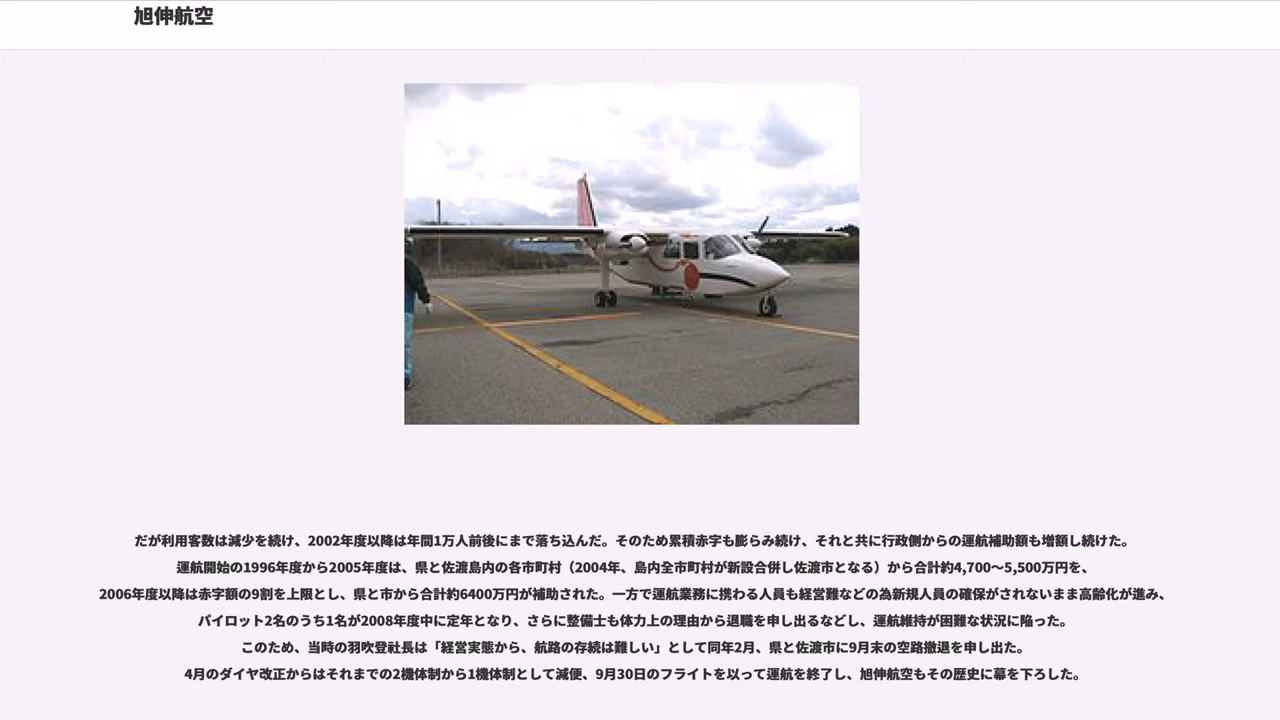 旭伸航空
だが利用客数は減少を続け、2002年度以降は年間1万人前後にまで落ち込んだ。そのため累積赤字も膨らみ続け、それと共に行政側からの運航補助額も増額し続けた。
運航開始の1996年度から2005年度は、県と佐渡島内の各市町村（2004年、島内全市町村が新設合併し佐渡市となる）から合計約4,700〜5,500万円を、
2006年度以降は赤字額の9割を上限とし、県と市から合計約6400万円が補助された。一方で運航業務に携わる人員も経営難などの為新規人員の確保がされないまま高齢化が進み、
パイロット2名のうち1名が2008年度中に定年となり、さらに整備士も体力上の理由から退職を申し出るなどし、運航維持が困難な状況に陥った。
このため、当時の羽吹登社長は「経営実態から、航路の存続は難しい」として同年2月、県と佐渡市に9月末の空路撤退を申し出た。
4月のダイヤ改正からはそれまでの2機体制から1機体制として減便、9月30日のフライトを以って運航を終了し、旭伸航空もその歴史に幕を下ろした。